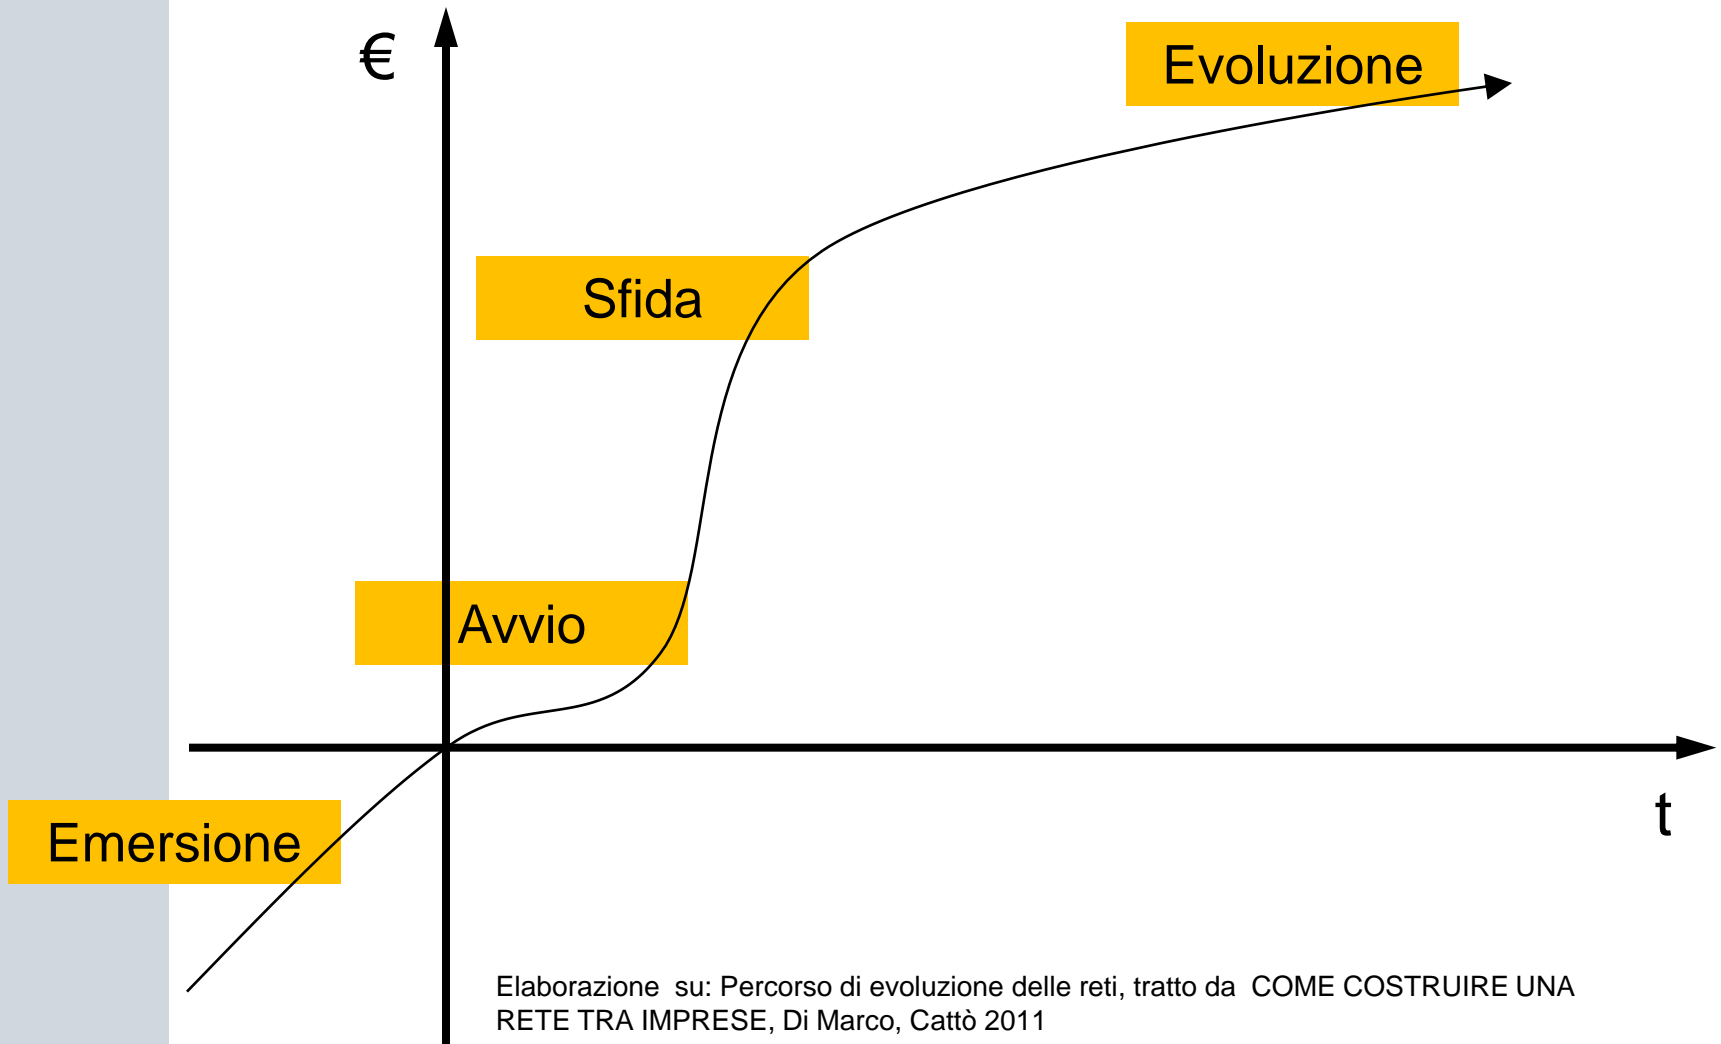 €
Evoluzione
Sfida
Avvio
t
Emersione
Elaborazione  su: Percorso di evoluzione delle reti, tratto da  COME COSTRUIRE UNA
RETE TRA IMPRESE, Di Marco, Cattò 2011